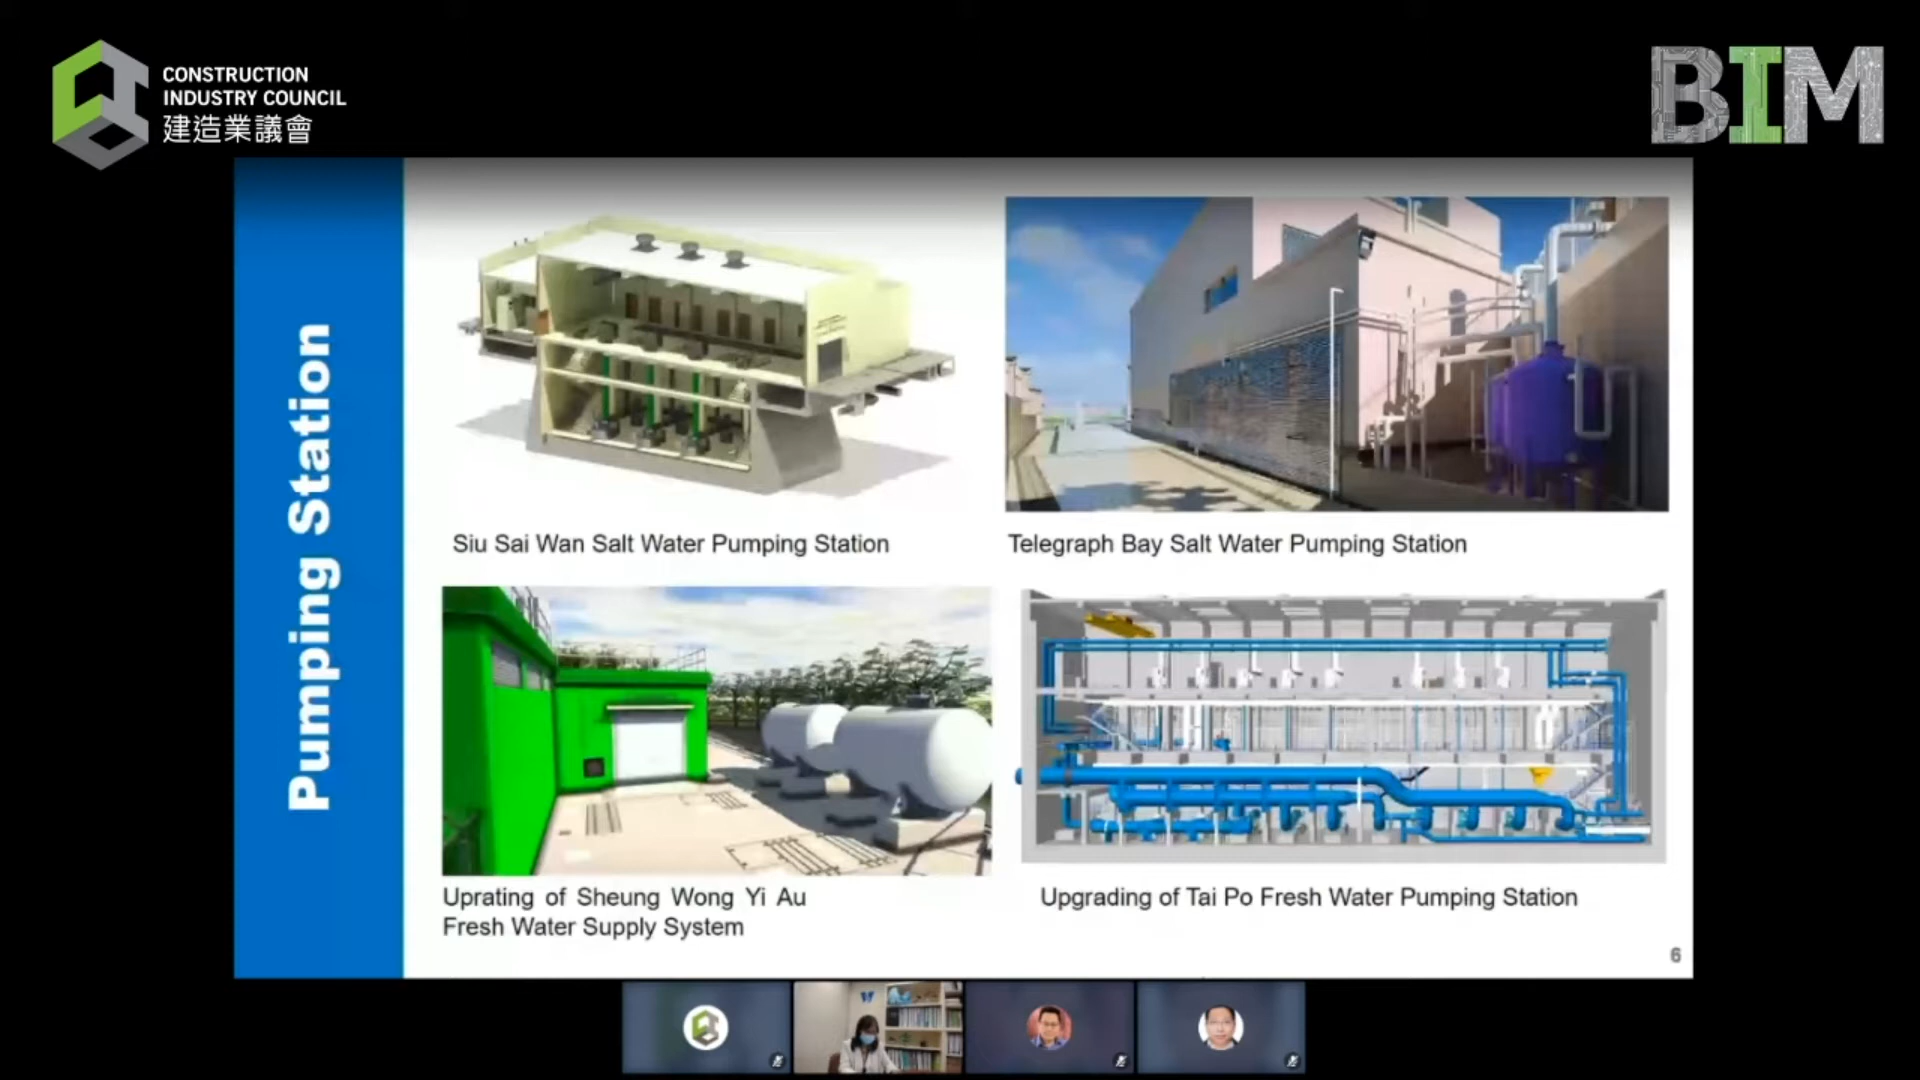 CONSTRUCTION
INDUSTRY COUNCIL
建造業議會
BIM
Pumping Station
Siu Sai Wan Salt Water Pumping Station
Telegraph Bay Salt Water Pumping Station
Uprating of Sheung Wong Yi Au
Fresh Water Supply System
Upgrading of Tai Po Fresh Water Pumping Station
6